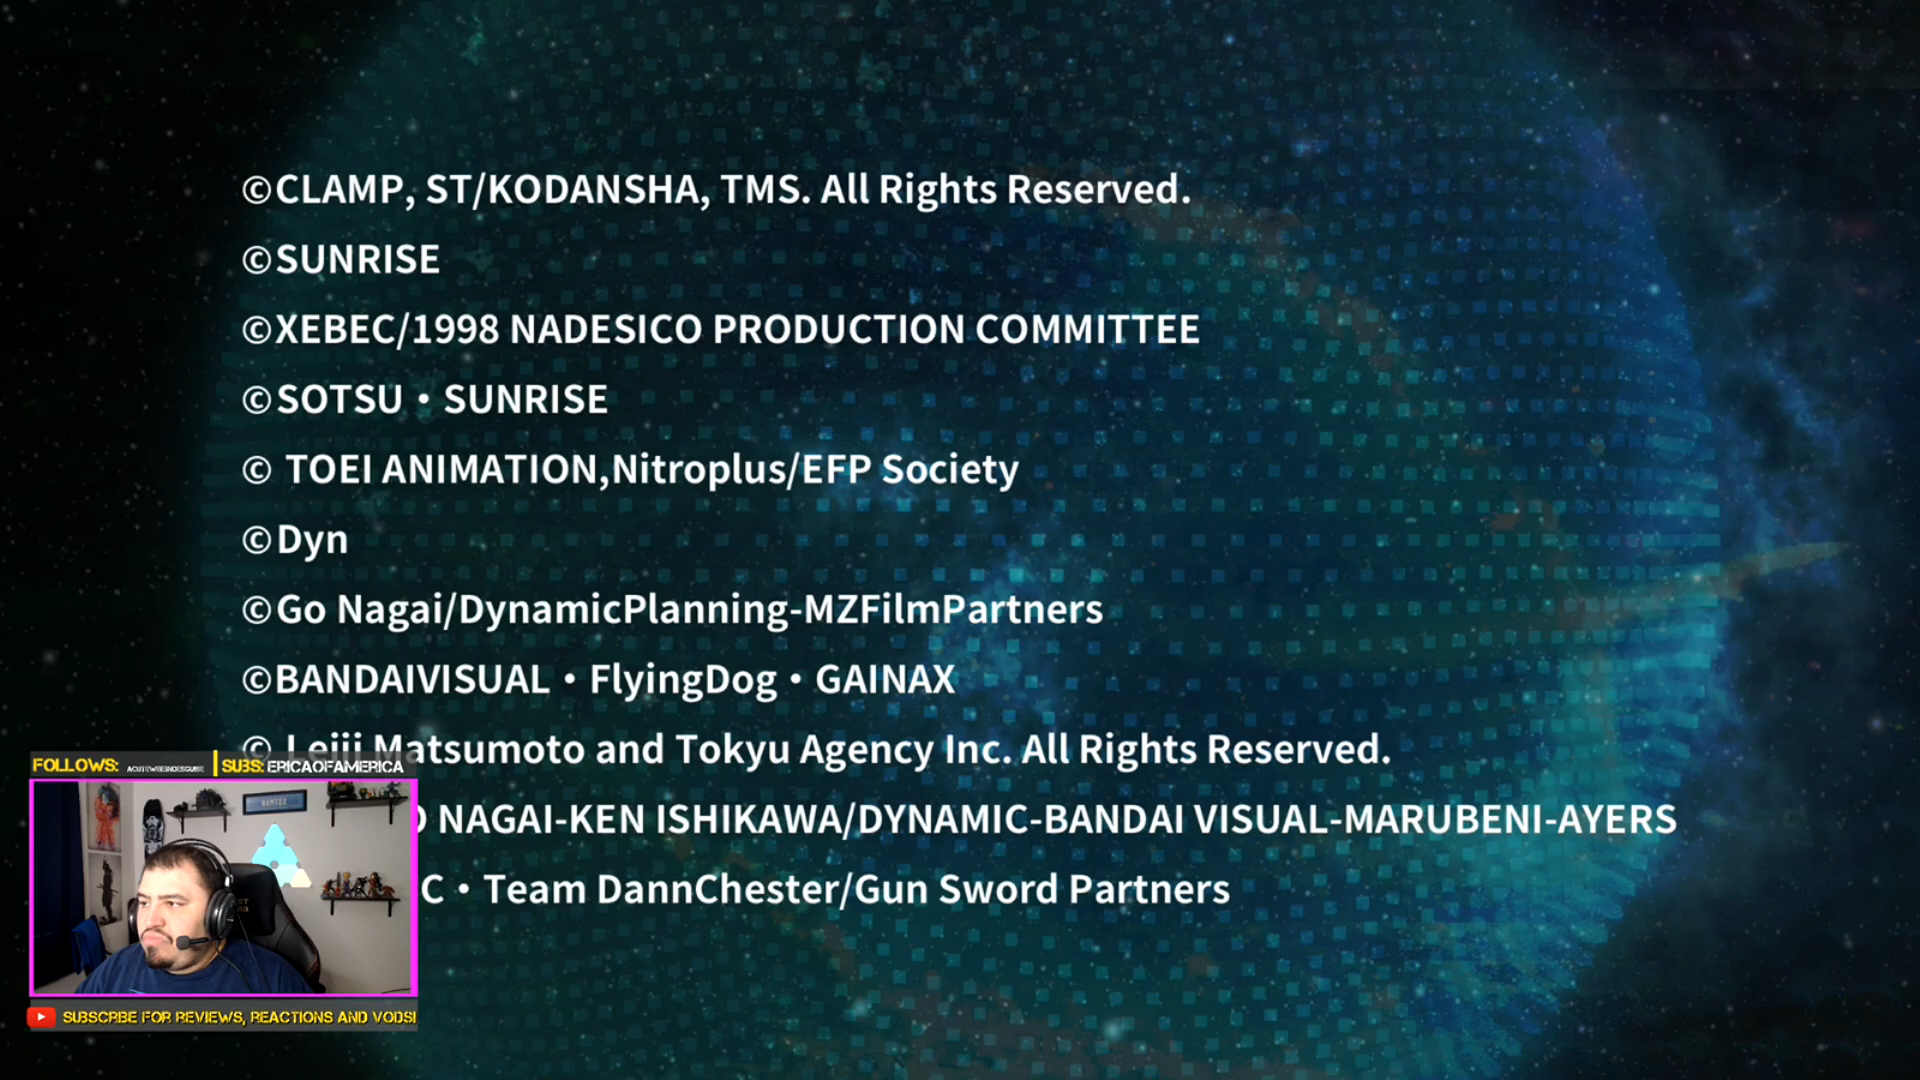 ©CLAMP, ST/KODANSHA, TMS. All Rights Reserved.
©SUNRISE
©XEBEC/1998 NADESICO PRODUCTION COMMITTEE
©SOTSU・SUNRISE
© TOEI ANIMATION,Nitroplus/EFP Society
©Dyn
©Go Nagai/DynamicPlanning-MZFilmPartners
©BANDAIVISUAL・FlyingDog・GAINAX
© Leiji Matsumoto and Tokyu Agency Inc. All Rights Reserved.
NAGAI-KEN ISHIKAWA/DYNAMIC-BANDAI VISUAL-MARUBENI-AYERS
C・Team DannChester/Gun Sword Partners
FOLLOWS: SUBS: ERICAOFAMERICA
SUBSCRIBE FOR REVIEWS, REACTIONS AND VODS!